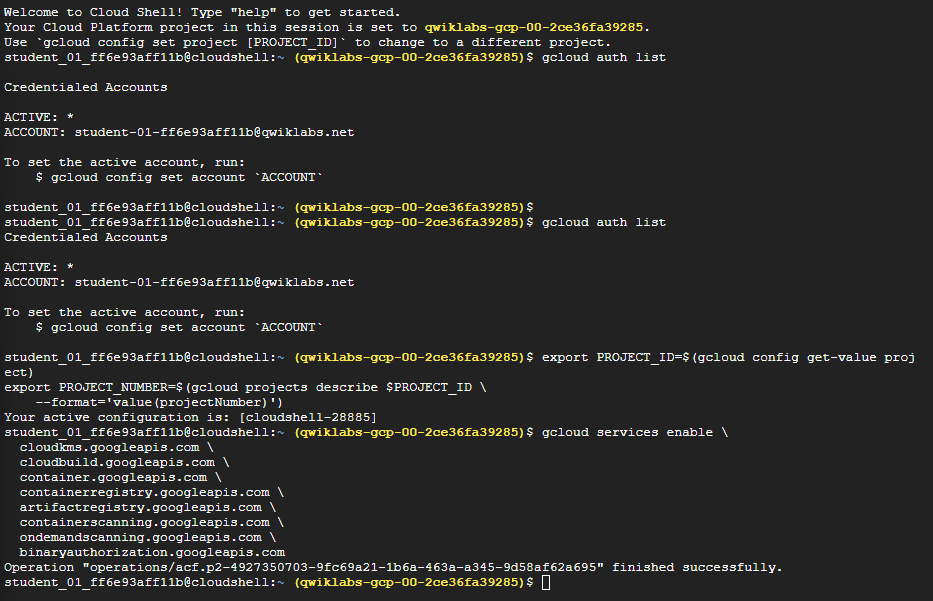 Welcome to Cloud Shell! Type "help" to get started.
Your Cloud Platform project in this session is set to qwiklabs-gcp-00-2ce36fa39285.
Use `gcloud config set project [PROJECT_ID]` to change to a different project.
student_01_ff6e93aff11b@cloudshell:~ (qwiklabs-gcp-00-2ce36fa39285)$ gcloud auth list
Credentialed Accounts
ACTIVE: *
ACCOUNT: student-01-ff6e93aff11b@qwiklabs.net
To set the active account, run:
    $ gcloud config set account `ACCOUNT`
student_01_ff6e93aff11b@cloudshell:~ (qwiklabs-gcp-00-2ce36fa39285)$
student_01_ff6e93aff11b@cloudshell:~ (qwiklabs-gcp-00-2ce36fa39285)$ gcloud auth list
Credentialed Accounts
ACTIVE: *
ACCOUNT: student-01-ff6e93aff11b@qwiklabs.net
To set the active account, run:
    $ gcloud config set account `ACCOUNT`
student_01_ff6e93aff11b@cloudshell:~ (qwiklabs-gcp-00-2ce36fa39285)$ export PROJECT_ID=$(gcloud config get-value proj
ect)
export PROJECT_NUMBER=$(gcloud projects describe $PROJECT_ID \
    --format='value(projectNumber)')
Your active configuration is: [cloudshell-28885]
student_01_ff6e93aff11b@cloudshell:~ (qwiklabs-gcp-00-2ce36fa39285)$ gcloud services enable \
  cloudkms.googleapis.com \
  cloudbuild.googleapis.com \
  container.googleapis.com \
  containerregistry.googleapis.com \
  artifactregistry.googleapis.com \
  containerscanning.googleapis.com \
  ondemandscanning.googleapis.com \
  binaryauthorization.googleapis.com
Operation "operations/acf.p2-4927350703-9fc69a21-1b6a-463a-a345-9d58af62a695" finished successfully.
student_01_ff6e93aff11b@cloudshell:~ (qwiklabs-gcp-00-2ce36fa39285)$